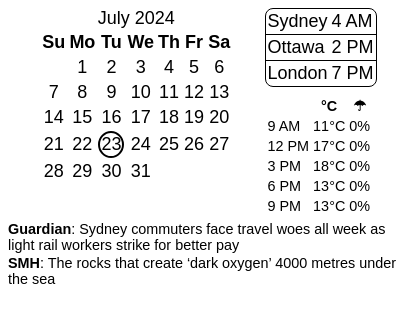 July 2024
Su Mo Tu We Th Fr Sa
1 2 3 4 5 6
7 8 9 10 11 12 13
14 15 16 17 18 19 20
21 22 23 24 25 26 27
28 29 30 31
Sydney 4 AM
Ottawa 2 PM
London 7 PM
°C ☂
9 AM 11°C 0%
12 PM 17°C 0%
3 PM 18°C 0%
6 PM 13°C 0%
9 PM 13°C 0%
Guardian: Sydney commuters face travel woes all week as
light rail workers strike for better pay
SMH: The rocks that create ‘dark oxygen’ 4000 metres under
the sea